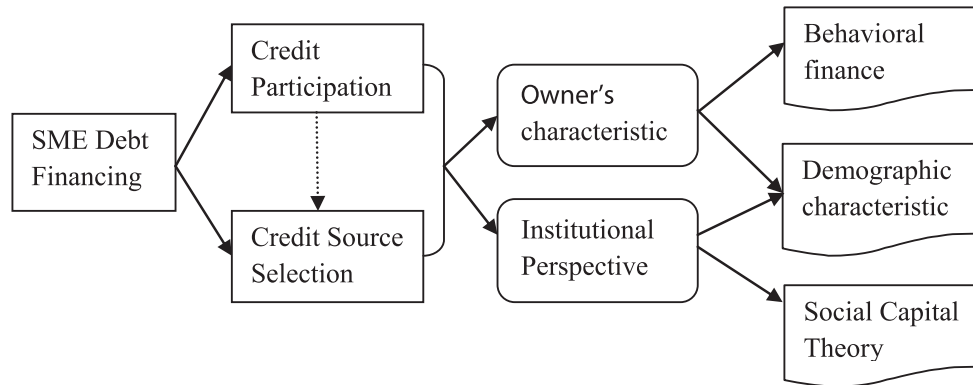 SME Debt
Financing
Credit
Participation
Credit Source
Selection
Owner's
characteristic
Institutional
Perspective
Behavioral
finance
Demographic
characteristic
Social Capital
Theory